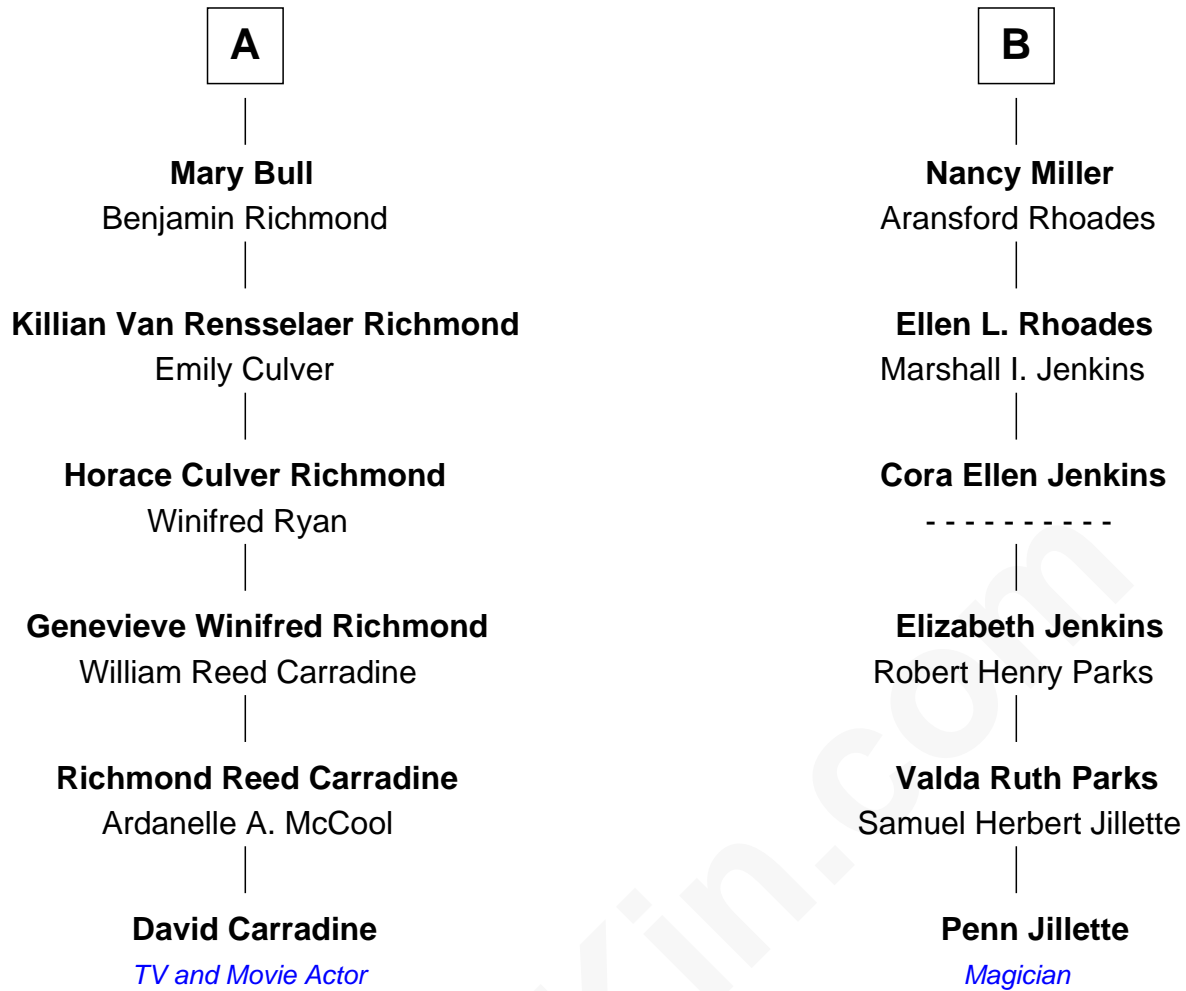 A
B
Mary Bull
Benjamin Richmond
Nancy Miller
Aransford Rhoades
Killian Van Rensselaer Richmond
Emily Culver
Ellen L. Rhoades
Marshall I. Jenkins
Horace Culver Richmond
Winifred Ryan
Cora Ellen Jenkins
- - - - - - - - - -
Genevieve Winifred Richmond
William Reed Carradine
Elizabeth Jenkins
Robert Henry Parks
Richmond Reed Carradine
Ardanelle A. McCool
Valda Ruth Parks
Samuel Herbert Jillette
David Carradine
TV and Movie Actor
Penn Jillette
Magician
Kin.com